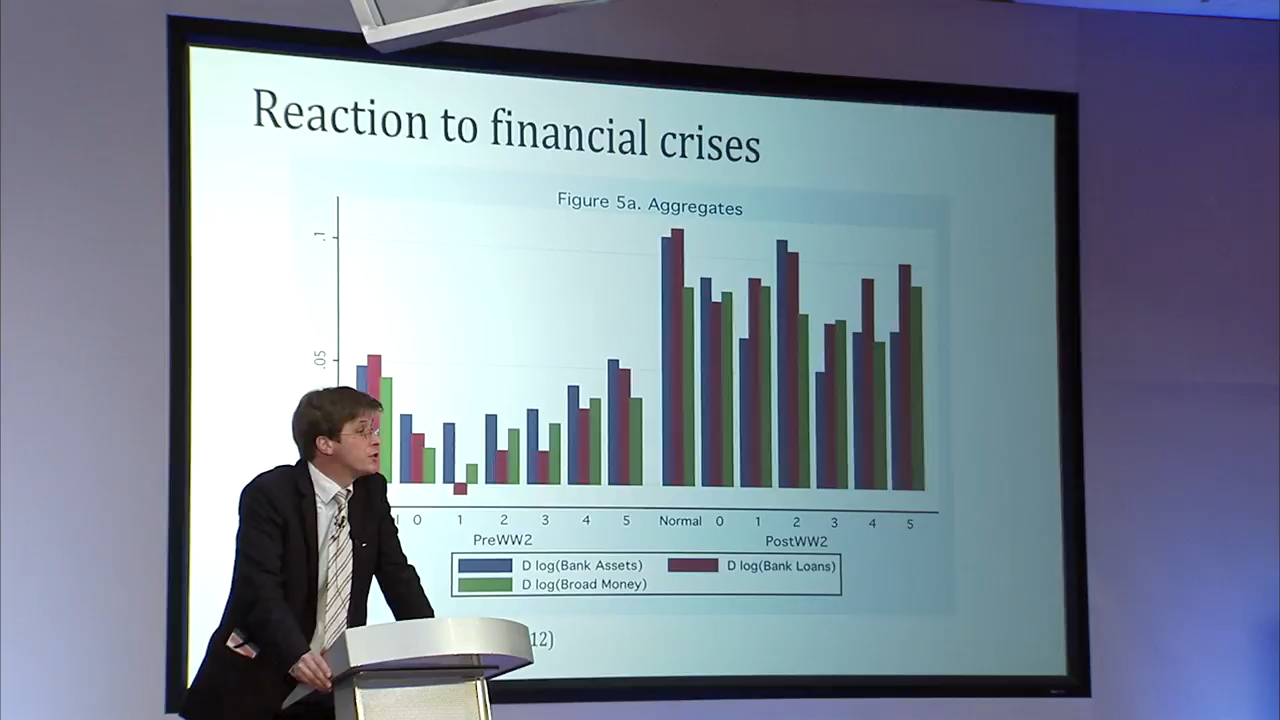 Reaction to financial crises
Figure 5a. Aggregates
.1
.05
0 1 2 3 4 5 Normal 0 1 2 3 4 5
PreWW2 PostWW2
D log(Bank Assets) D log(Bank Loans)
D log(Broad Money)
12)